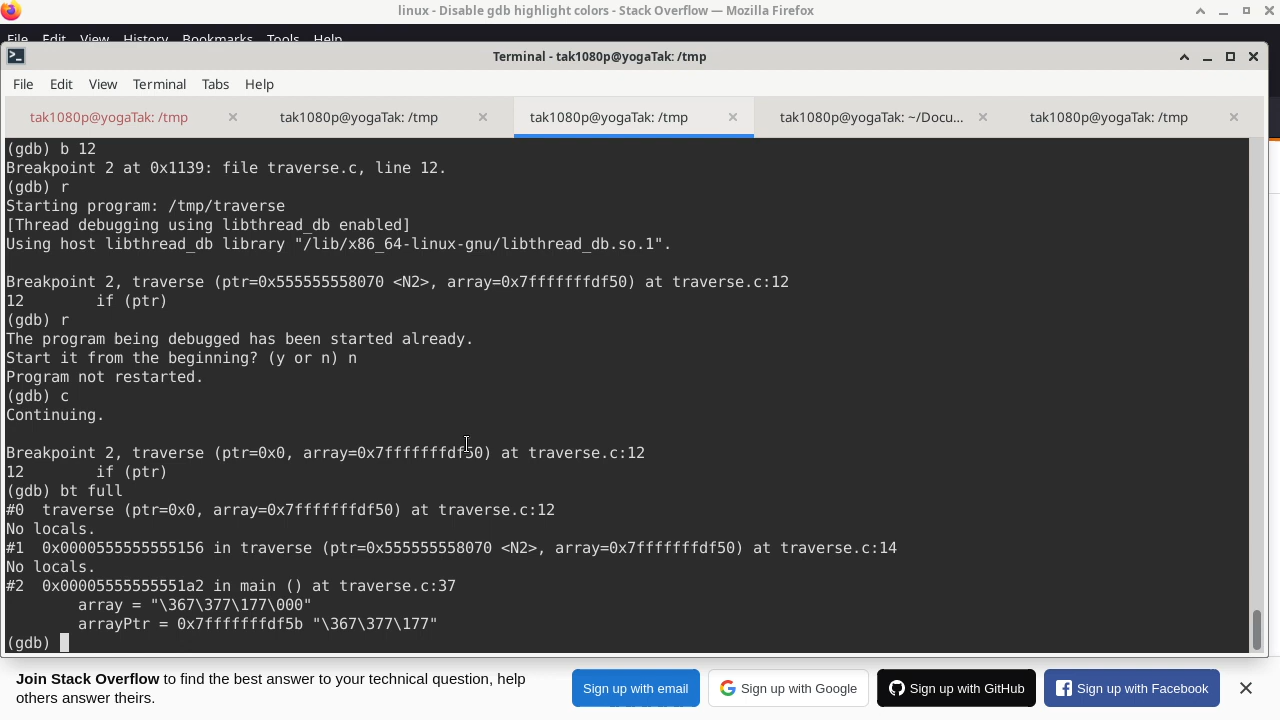 linux - Disable gdb highlight colors - Stack Overflow — Mozilla Firefox
File Edit View History Bookmarks Tools Help
Terminal - tak1080p@yogaTak: /tmp
File Edit View Terminal Tabs Help
tak1080p@yogaTak: /tmp tak1080p@yogaTak: /tmp tak1080p@yogaTak: /tmp tak1080p@yogaTak: ~/Docu... tak1080p@yogaTak: /tmp
(gdb) b 12
Breakpoint 2 at 0x1139: file traverse.c, line 12.
(gdb) r
Starting program: /tmp/traverse
[Thread debugging using libthread_db enabled]
Using host libthread_db library "/lib/x86_64-linux-gnu/libthread_db.so.1".
Breakpoint 2, traverse (ptr=0x555555558070 <N2>, array=0x7fffffffdf50) at traverse.c:12
12        if (ptr)
(gdb) r
The program being debugged has been started already.
Start it from the beginning? (y or n) n
Program not restarted.
(gdb) c
Continuing.
Breakpoint 2, traverse (ptr=0x0, array=0x7fffffffdf50) at traverse.c:12
12        if (ptr)
(gdb) bt full
#0  traverse (ptr=0x0, array=0x7fffffffdf50) at traverse.c:12
No locals.
#1  0x0000555555555156 in traverse (ptr=0x555555558070 <N2>, array=0x7fffffffdf50) at traverse.c:14
No locals.
#2  0x00005555555551a2 in main () at traverse.c:37
        array = "\367\377\177\000"
        arrayPtr = 0x7fffffffdf5b "\367\377\177"
(gdb)
Join Stack Overflow to find the best answer to your technical question, help
others answer theirs.
Sign up with email
Sign up with Google
Sign up with GitHub
Sign up with Facebook